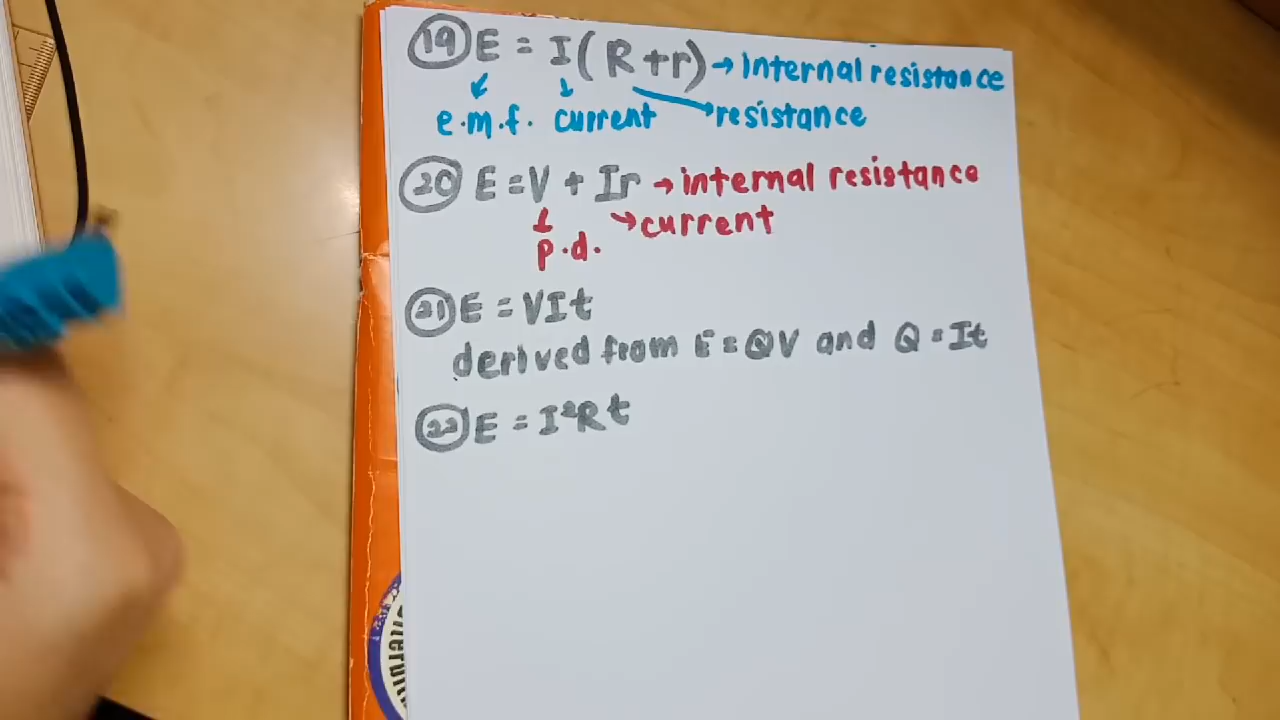 19 E = I(R+r) → Internal resistance
e.m.f. current resistance
20 E = V + Ir → internal resistance
p.d. current
21 E = VIt
derived from E = QV and Q = It
22 E = I²Rt